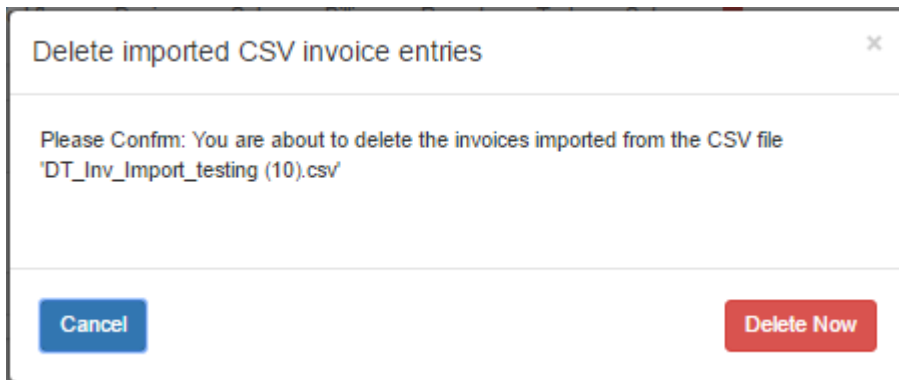 Delete imported CSV invoice entries
×
Please Confrm: You are about to delete the invoices imported from the CSV file
'DT_Inv_Import_testing (10).csv'
Cancel
Delete Now